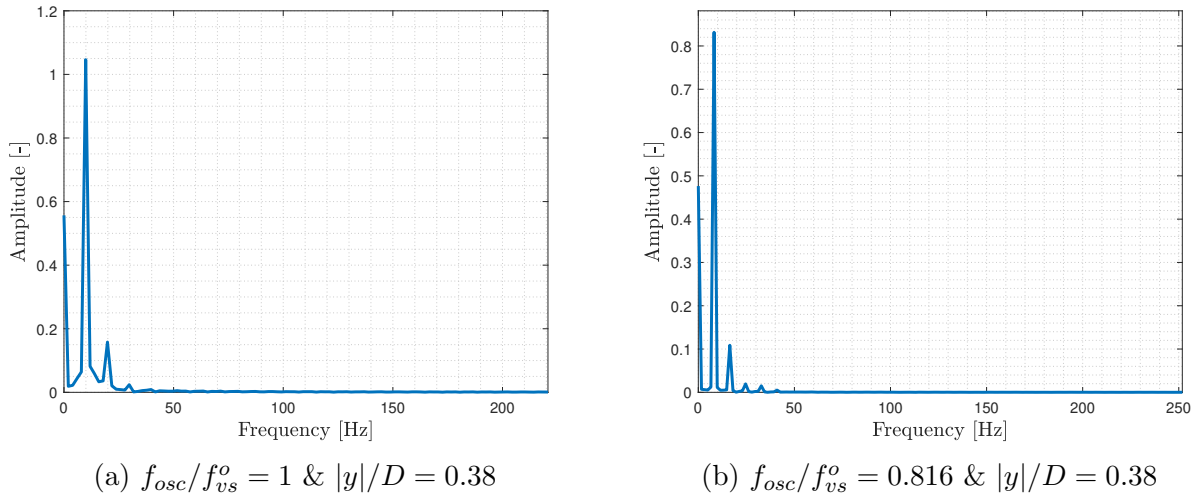 1.2
1
0.8
0.6
0.4
0.2
0
Amplitude [-]
0 50 100 150 200
Frequency [Hz]
(a) f_{osc}/f_{vs}^{o} = 1 & |y|/D = 0.38
0.8
0.7
0.6
0.5
0.4
0.3
0.2
0.1
0
Amplitude [-]
0 50 100 150 200 250
Frequency [Hz]
(b) f_{osc}/f_{vs}^{o} = 0.816 & |y|/D = 0.38